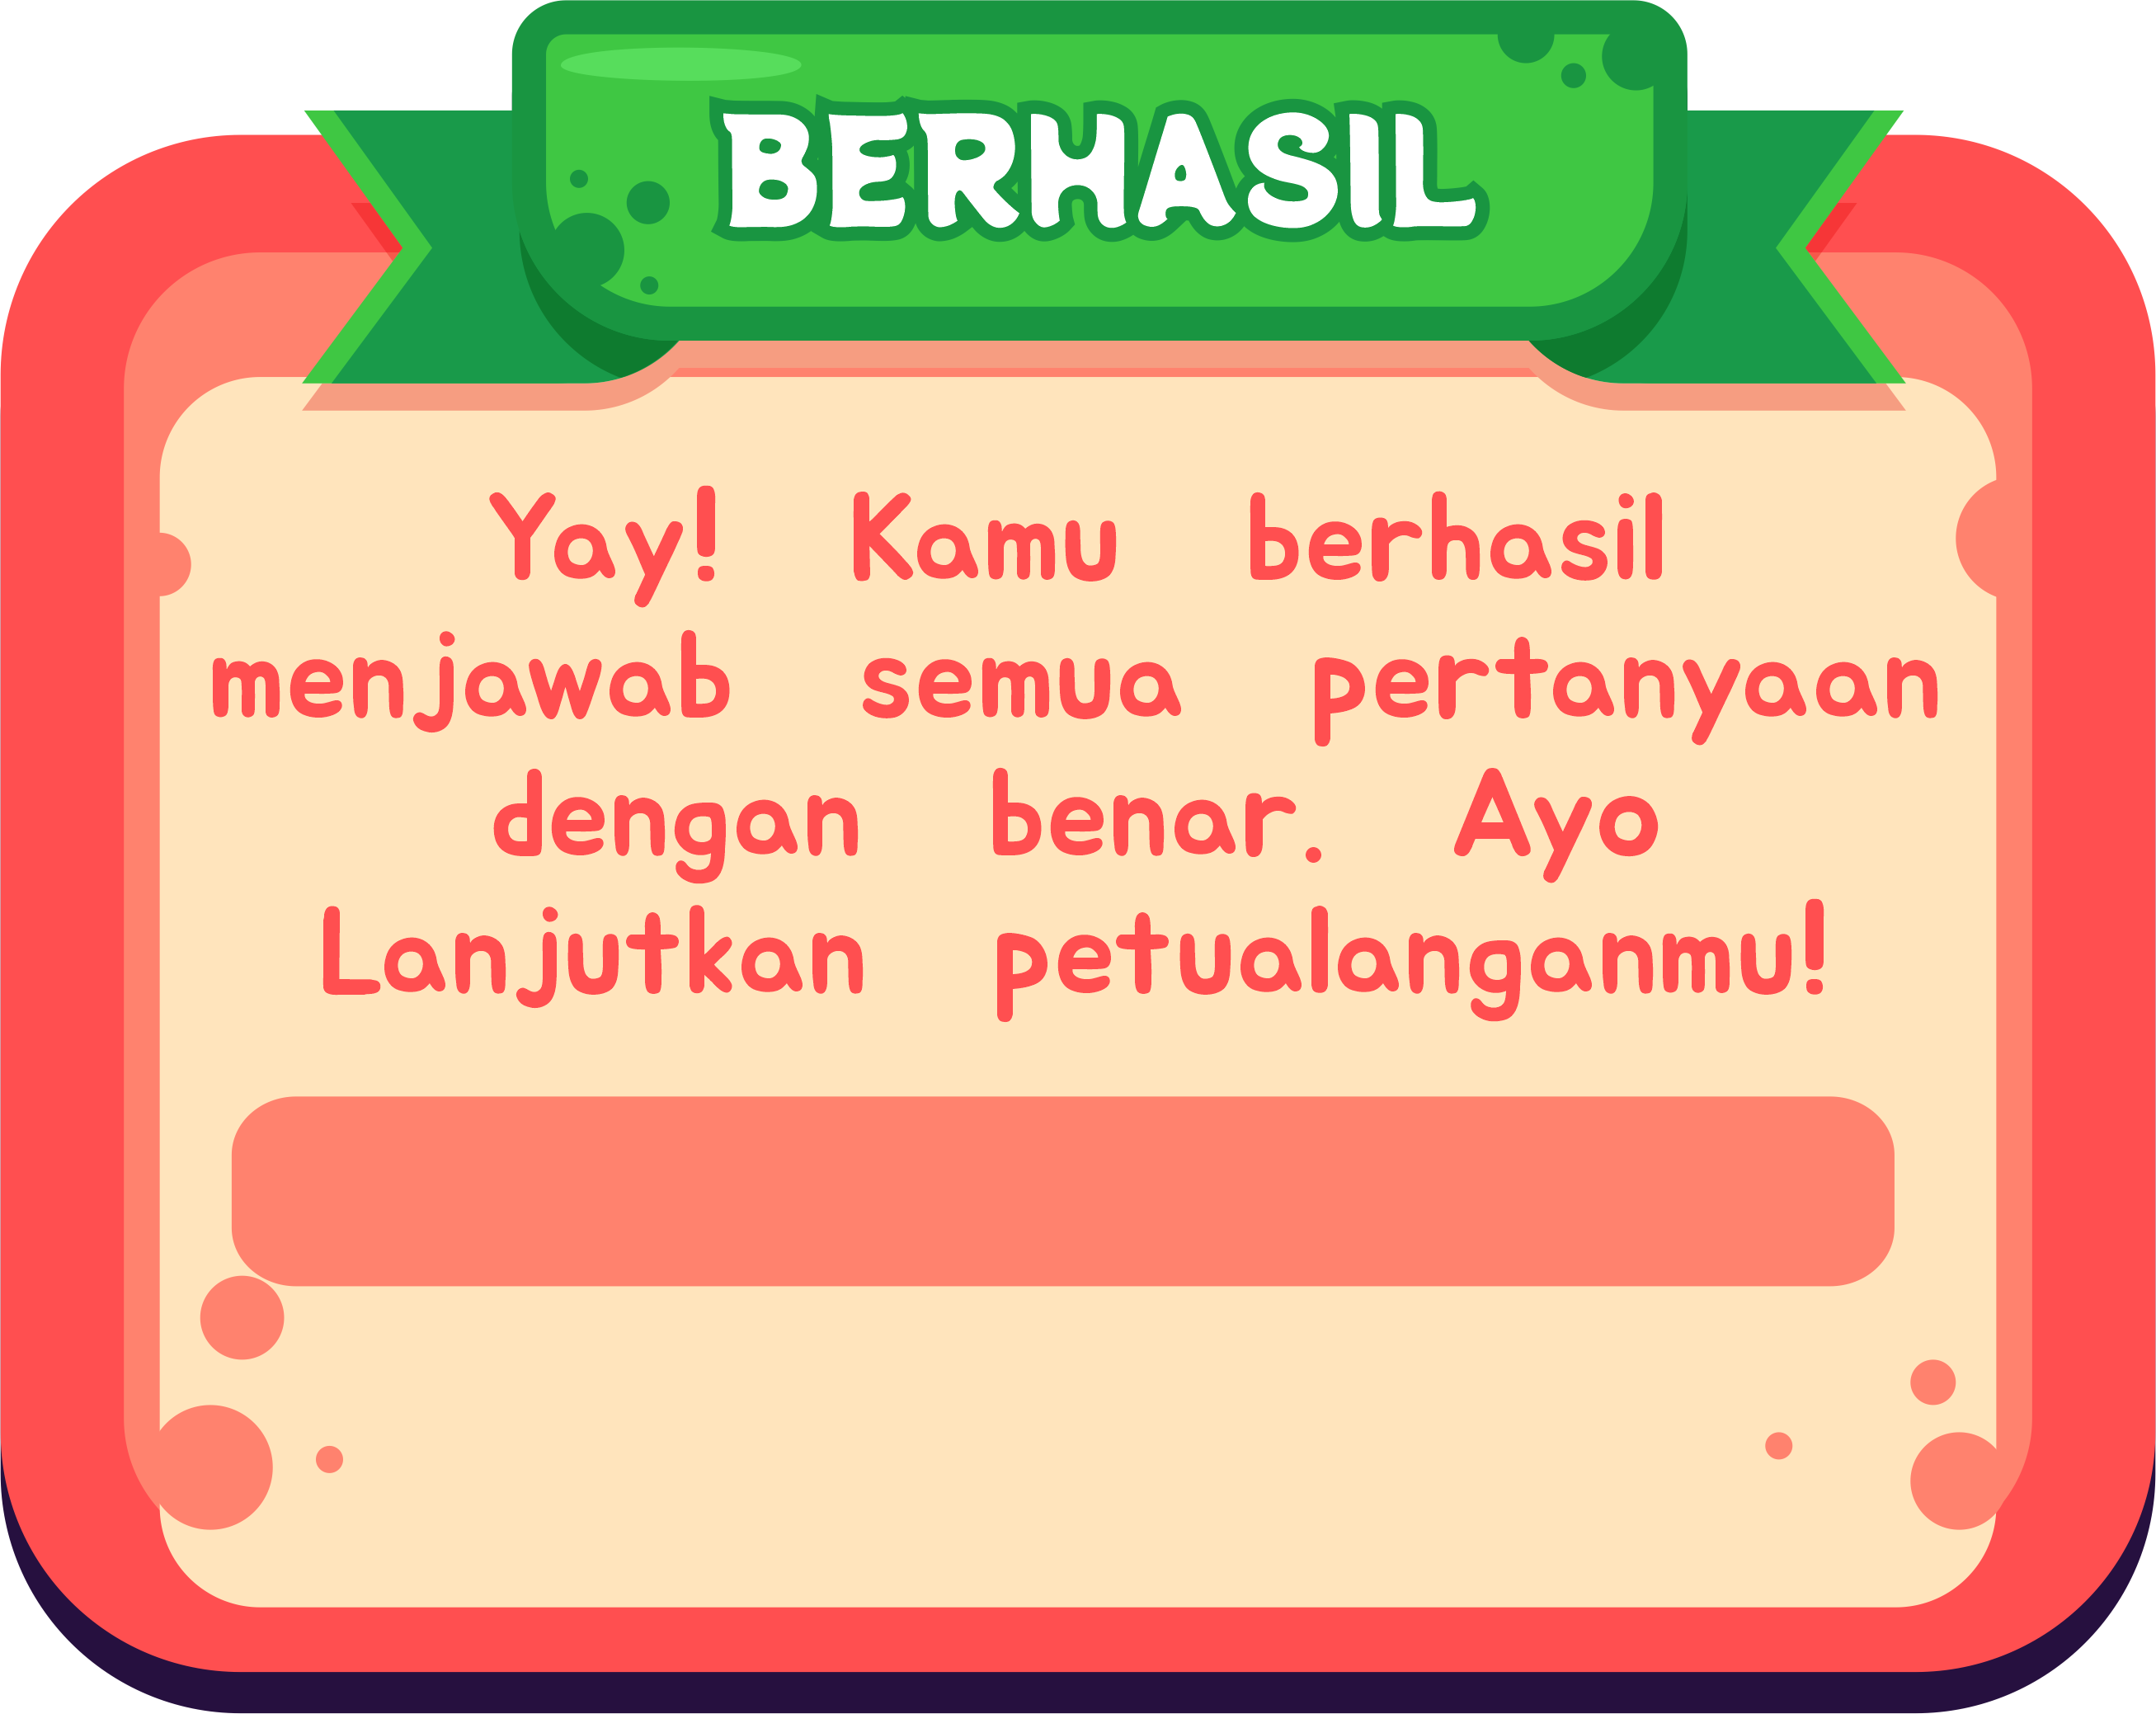 BERHASIL
Yay! Kamu berhasil
menjawab semua pertanyaan
dengan benar. Ayo
Lanjutkan petualanganmu!